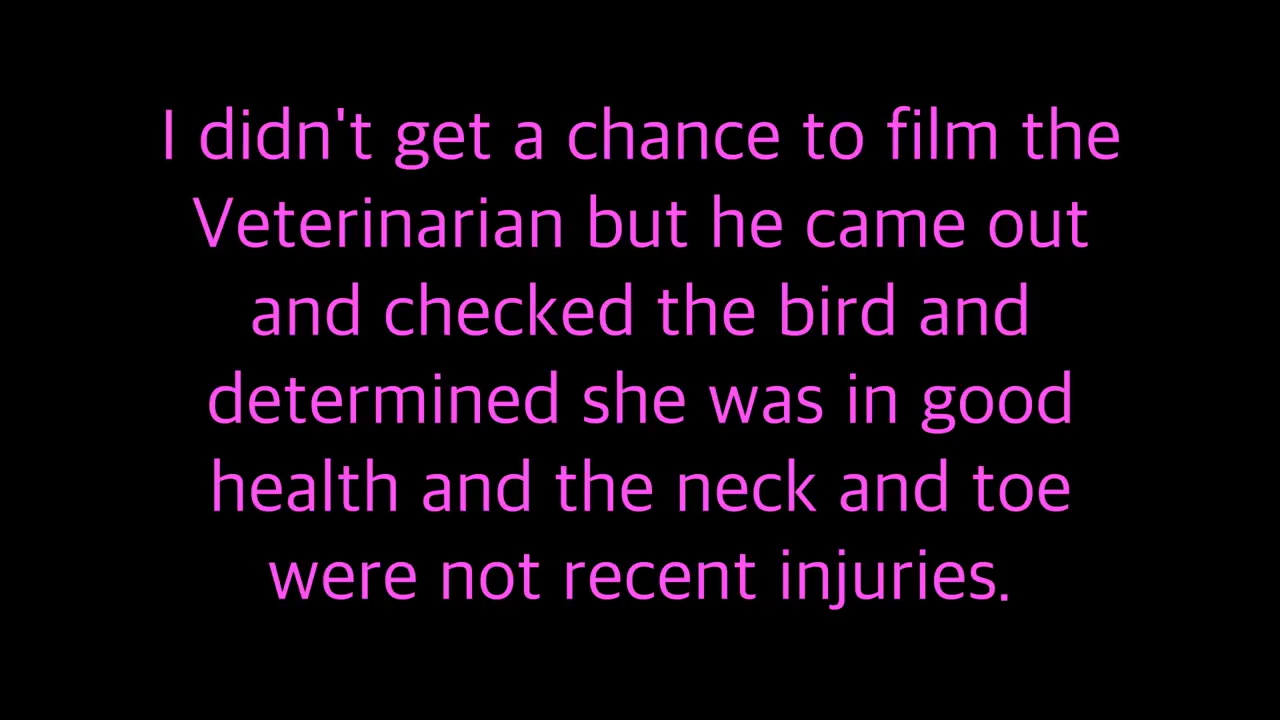 I didn't get a chance to film the
Veterinarian but he came out
and checked the bird and
determined she was in good
health and the neck and toe
were not recent injuries.